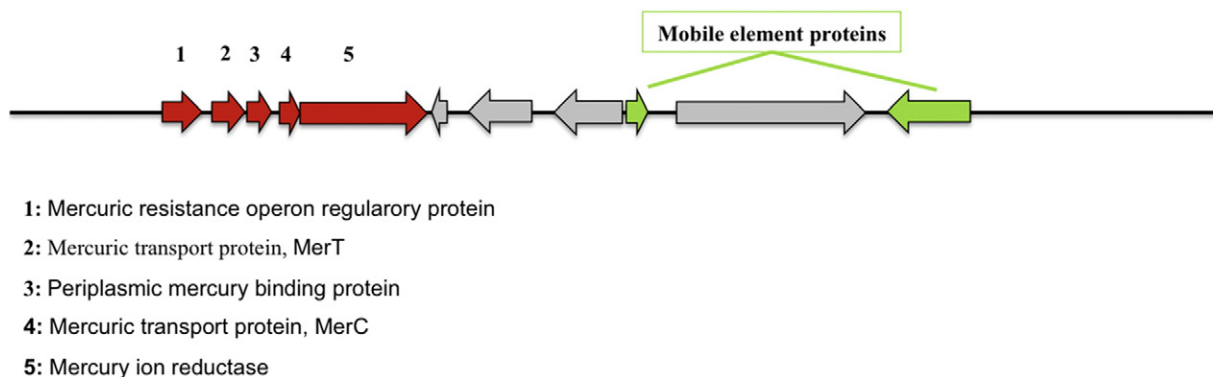 Mobile element proteins
1 2 3 4 5
1: Mercuric resistance operon regularory protein
2: Mercuric transport protein, MerT
3: Periplasmic mercury binding protein
4: Mercuric transport protein, MerC
5: Mercury ion reductase